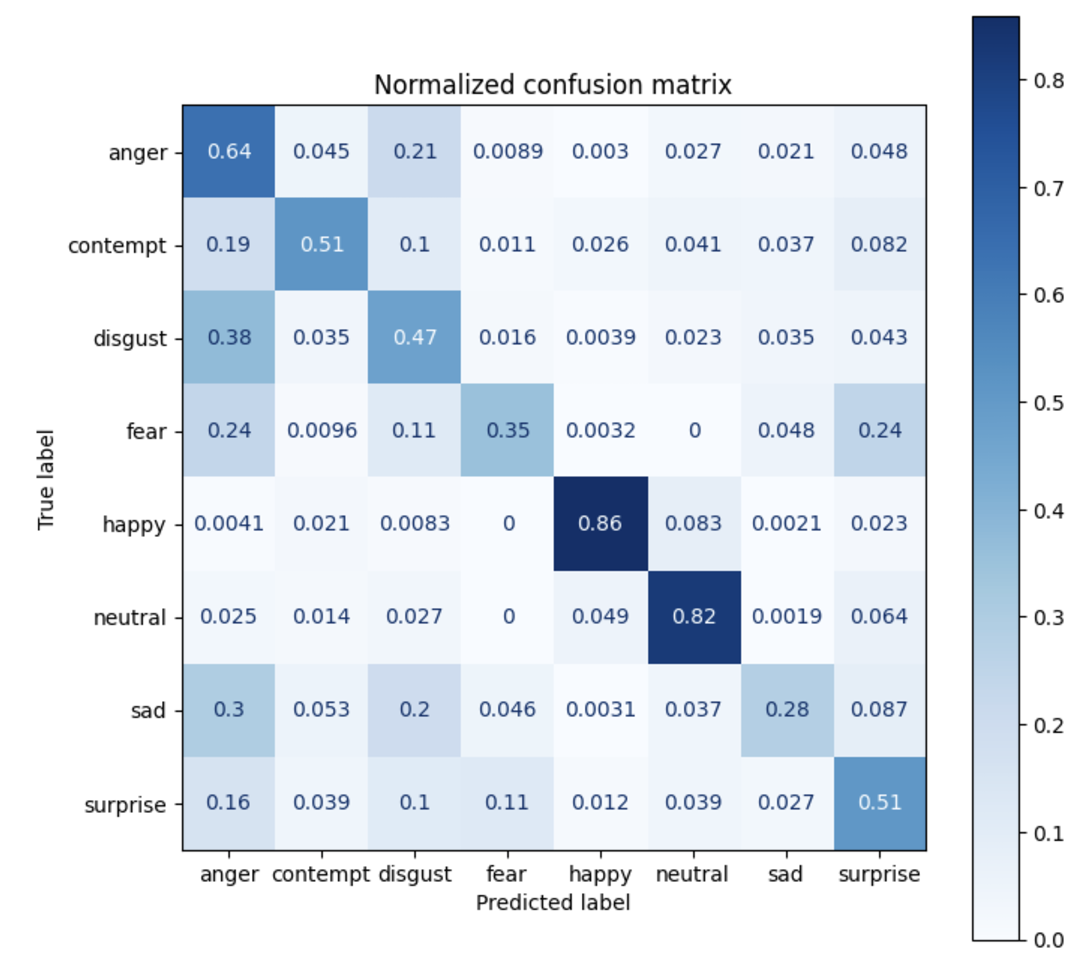 Normalized confusion matrix
anger 0.64 0.045 0.21 0.0089 0.003 0.027 0.021 0.048
contempt 0.19 0.51 0.1 0.011 0.026 0.041 0.037 0.082
disgust 0.38 0.035 0.47 0.016 0.0039 0.023 0.035 0.043
fear 0.24 0.0096 0.11 0.35 0.0032 0 0.048 0.24
happy 0.0041 0.021 0.0083 0 0.86 0.083 0.0021 0.023
neutral 0.025 0.014 0.027 0 0.049 0.82 0.0019 0.064
sad 0.3 0.053 0.2 0.046 0.0031 0.037 0.28 0.087
surprise 0.16 0.039 0.1 0.11 0.012 0.039 0.027 0.51
anger contempt disgust fear happy neutral sad surprise
Predicted label
True label
0.8
0.7
0.6
0.5
0.4
0.3
0.2
0.1
0.0